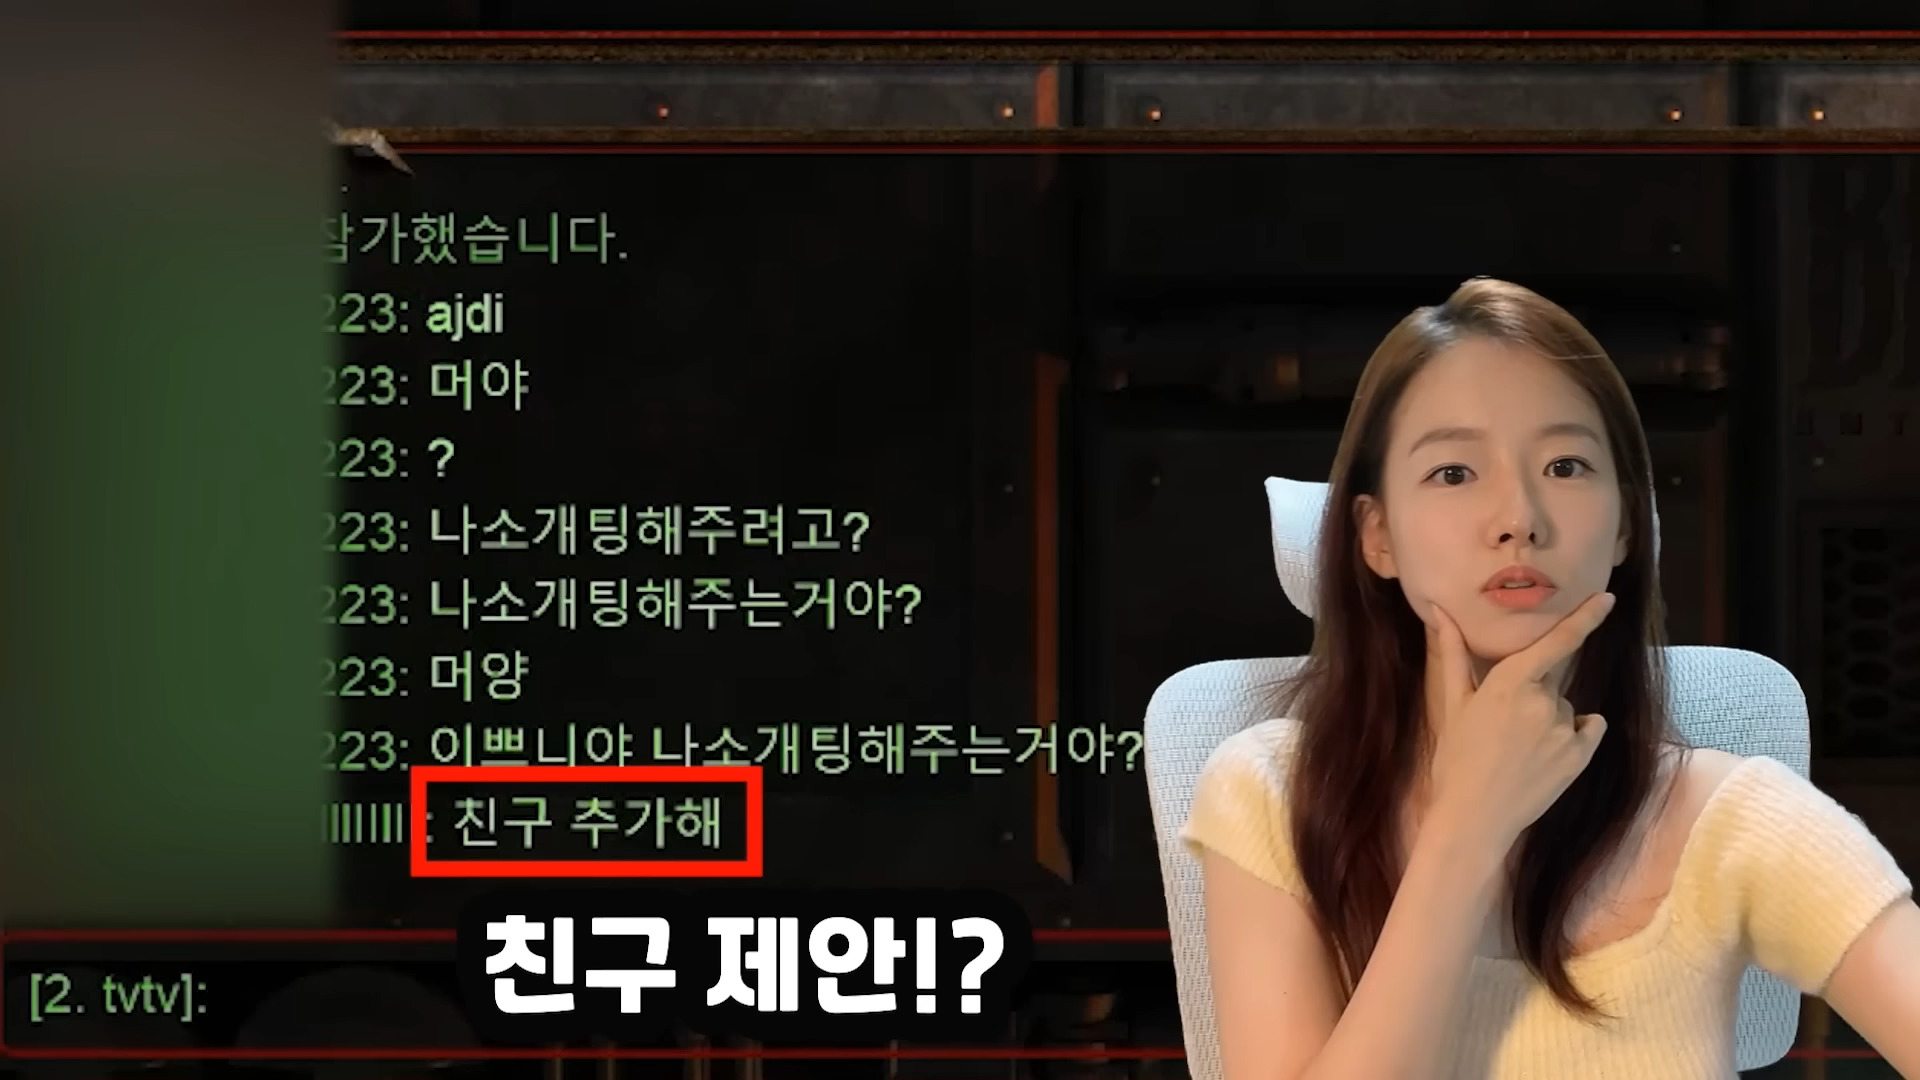 참가했습니다.
223: ajdi
223: 머야
223: ?
223: 나소개팅해주려고?
223: 나소개팅해주는거야?
223: 머양
223: 이쁘니야 나소개팅해주는거야?
: 친구 추가해
친구 제안!?
[2. tvtv]: